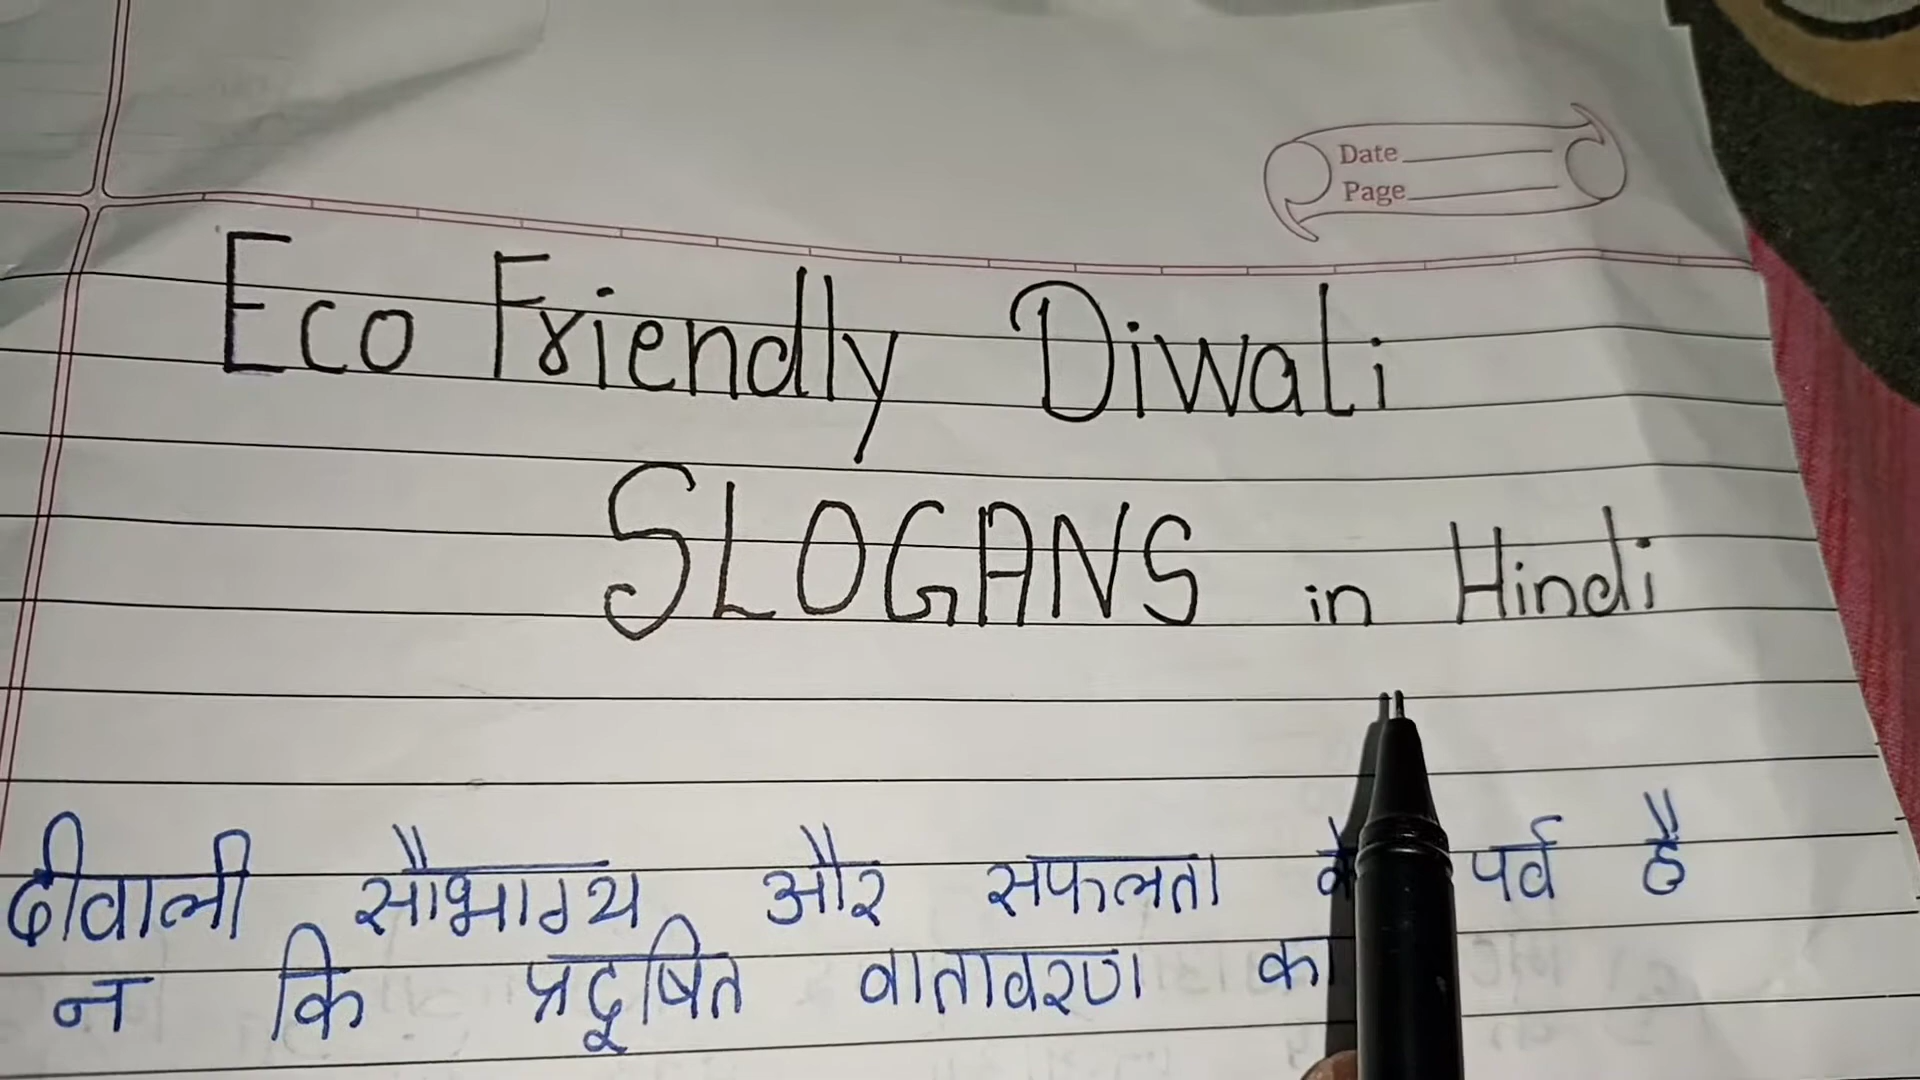 Date
Page
Eco Friendly Diwali
SLOGANS in Hindi
दीवाली सौभाग्य और सफलता के पर्व है
न कि प्रदूषित वातावरण का